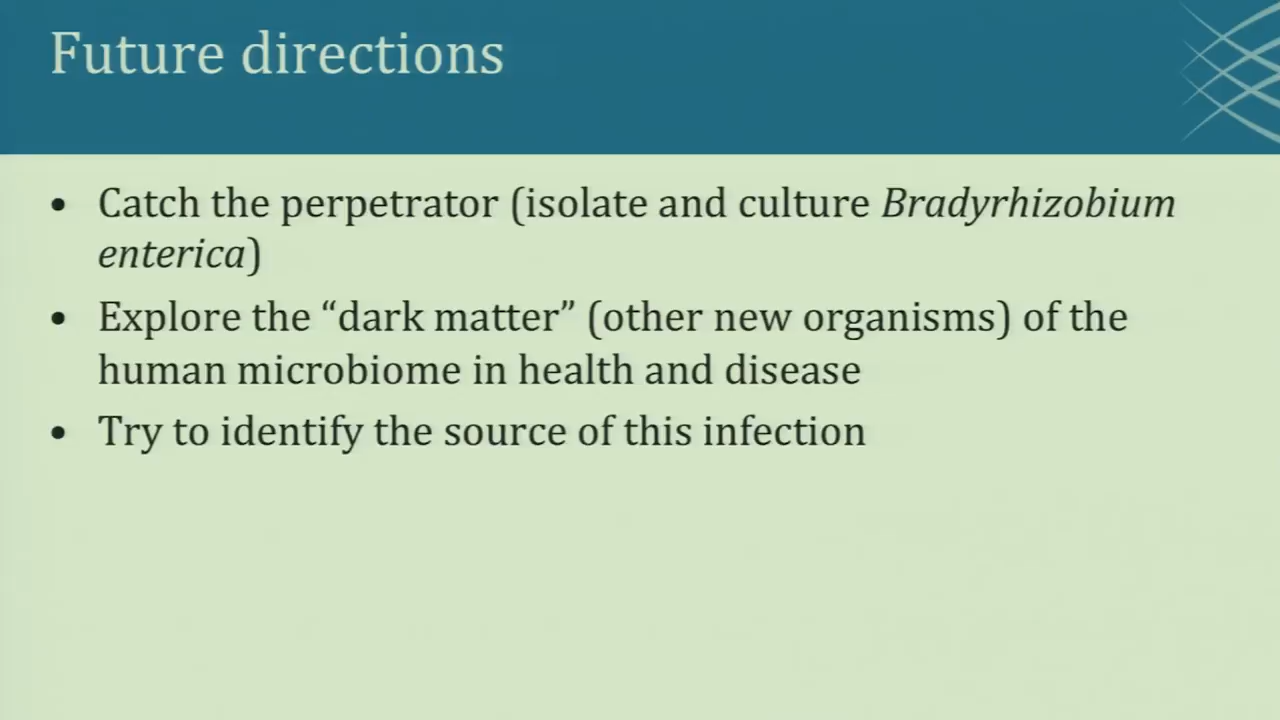 Future directions
• Catch the perpetrator (isolate and culture Bradyrhizobium
enterica)
• Explore the “dark matter” (other new organisms) of the
human microbiome in health and disease
• Try to identify the source of this infection